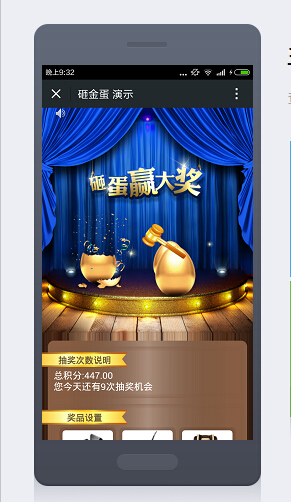 晚上9:32
砸金蛋 演示
砸蛋赢大奖
抽奖次数说明
总积分:447.00
您今天还有9次抽奖机会
奖品设置